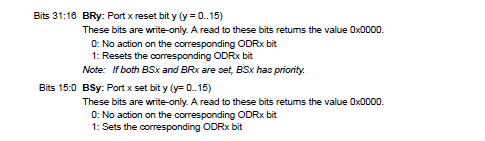 Bits 31:16 BRy: Port x reset bit y (y = 0..15)
These bits are write-only. A read to these bits returns the value 0x0000.
0: No action on the corresponding ODRx bit
1: Resets the corresponding ODRx bit
Note: If both BSx and BRx are set, BSx has priority.
Bits 15:0 BSy: Port x set bit y (y= 0..15)
These bits are write-only. A read to these bits returns the value 0x0000.
0: No action on the corresponding ODRx bit
1: Sets the corresponding ODRx bit